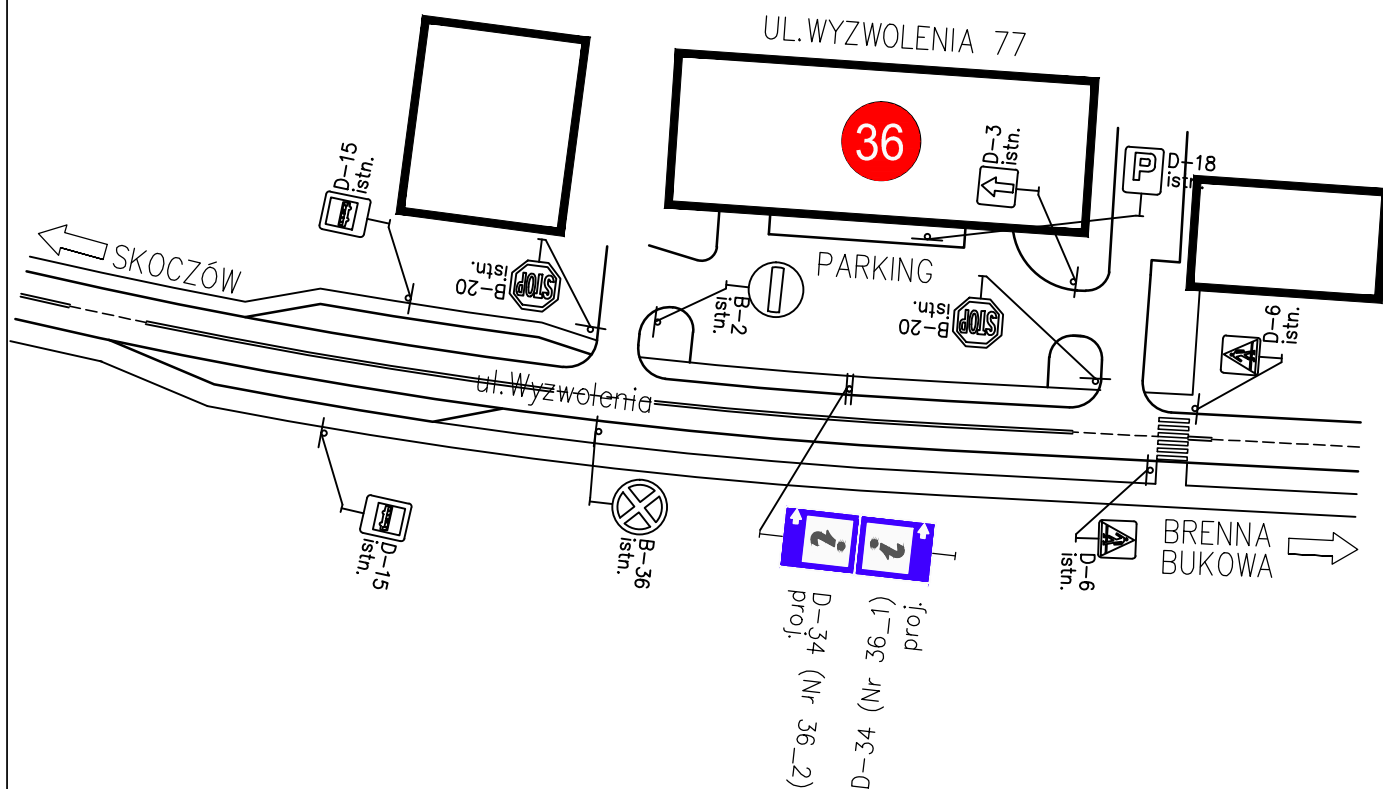 UL.WYZWOLENIA 77
36
D-3
istn.
D-15
istn.
P
D-18
istn.
SKOCZÓW
PARKING
B-20
istn.
STOP
B-2
istn.
B-20
istn.
STOP
D-6
istn.
ul.Wyzwolenia
D-15
istn.
B-36
istn.
i
i
D-6
istn.
BRENNA
BUKOWA
D-34 (Nr 36_2)
proj.
D-34 (Nr 36_1)
proj.